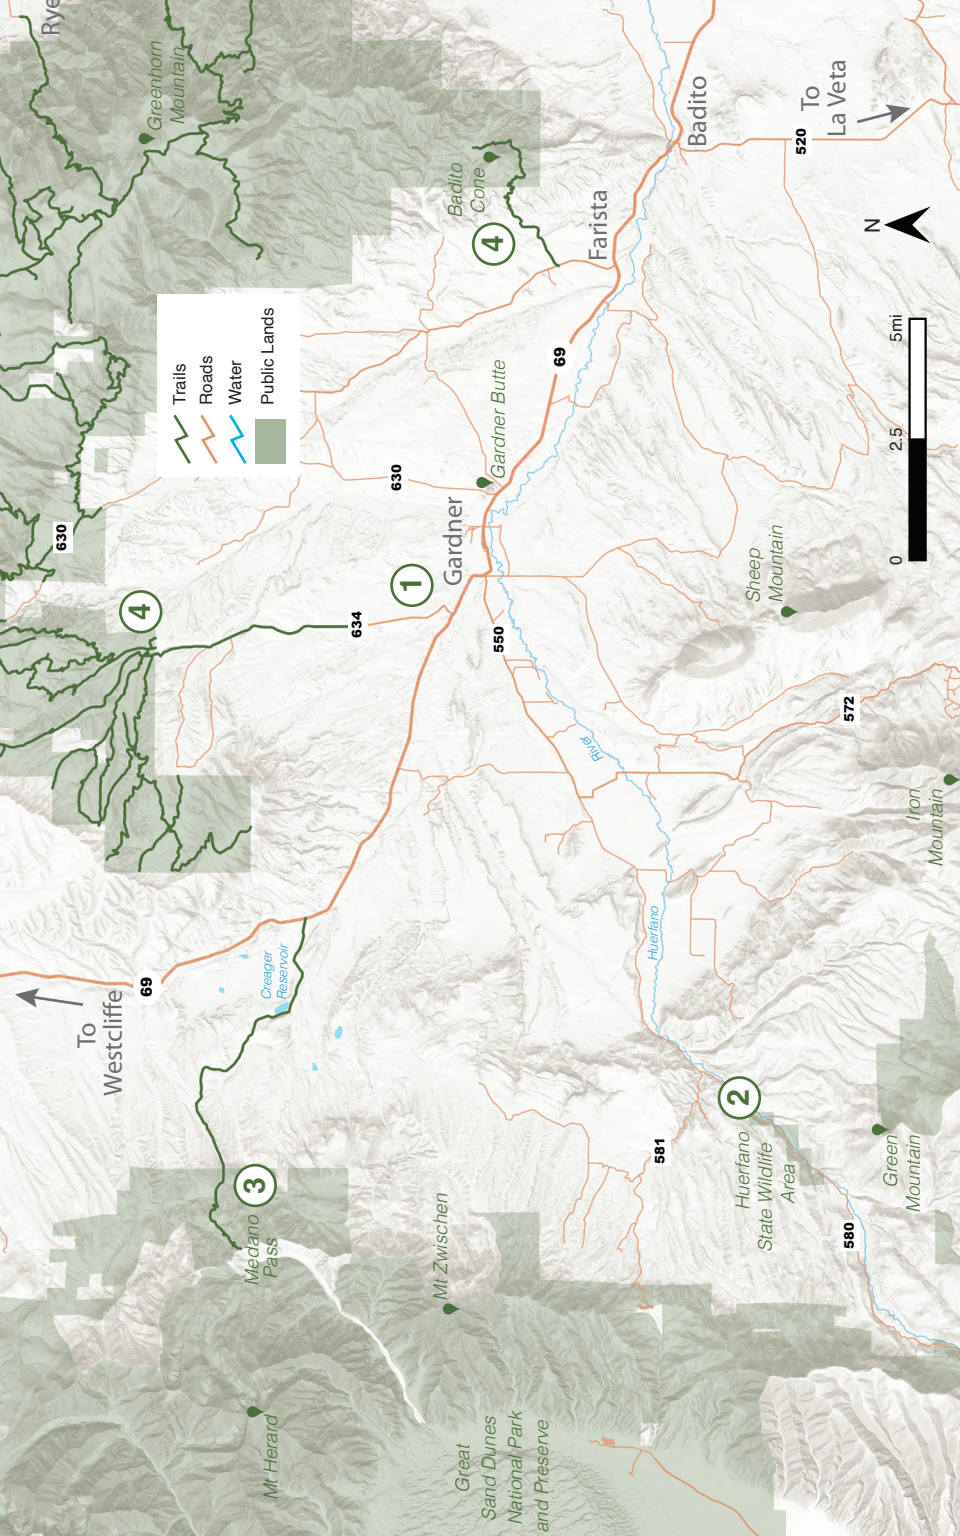 Rye
630
To
Westcliffe
69
4
Greenhorn
Mountain
Trails
Roads
Water
Public Lands
3
Medano
Pass
Mt Herard
Creager
Reservoir
634
630
1
Gardner
Mt Zwischen
Badito
Cone
4
Great
Sand Dunes
National Park
and Preserve
550
Gardner Butte
69
Farista
River
Huerfano
581
Badito
2
Huerfano
State Wildlife
Area
Sheep
Mountain
520
To
La Veta
580
572
Green
Mountain
Iron
Mountain
N
0
2.5
5mi